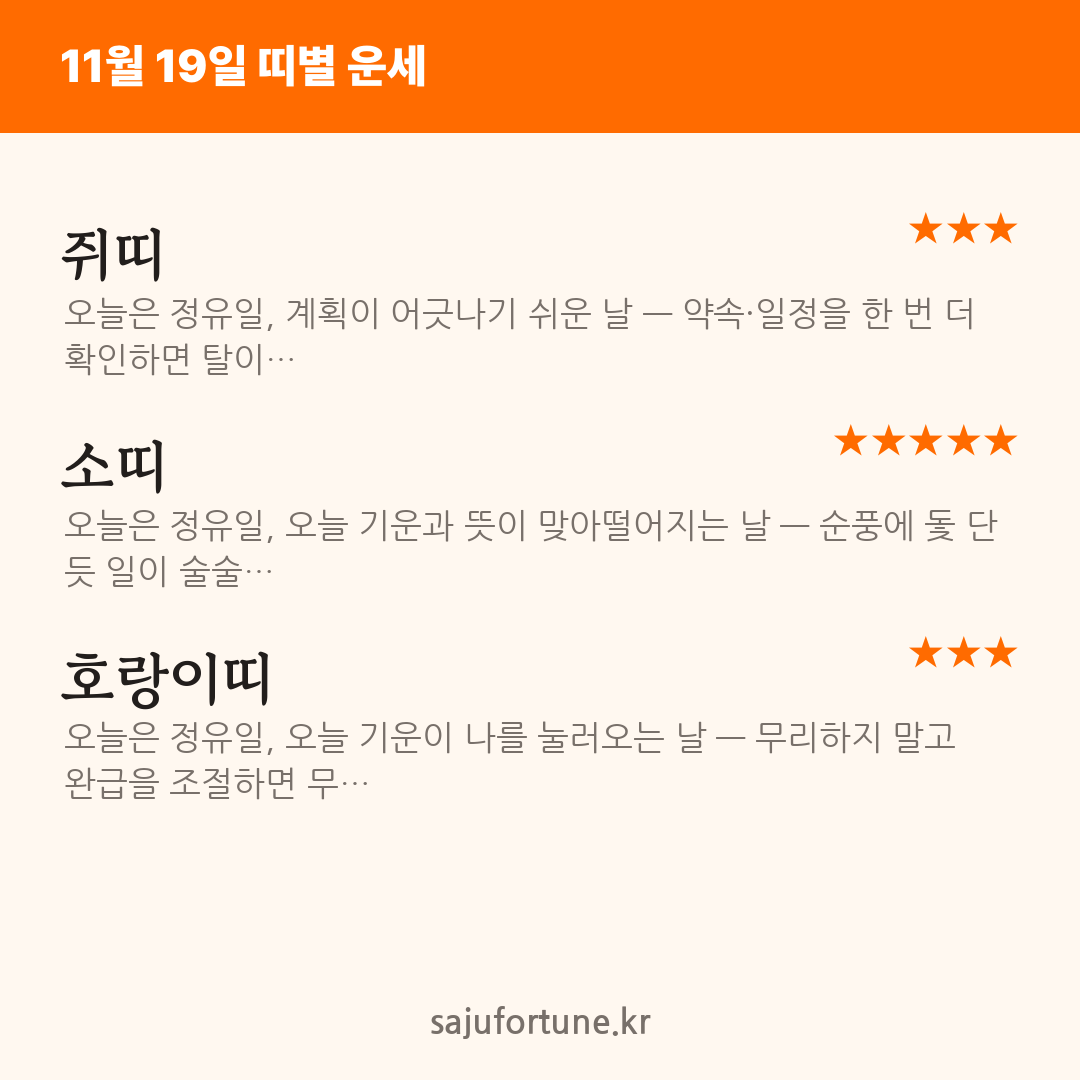 11월 19일 띠별 운세
쥐띠
★★★
오늘은 정유일, 계획이 어긋나기 쉬운 날 — 약속·일정을 한 번 더
확인하면 탈이…
소띠
★★★★★
오늘은 정유일, 오늘 기운과 뜻이 맞아떨어지는 날 — 순풍에 돛 단
듯 일이 술술…
호랑이띠
★★★
오늘은 정유일, 오늘 기운이 나를 눌러오는 날 — 무리하지 말고
완급을 조절하면 무…
sajufortune.kr